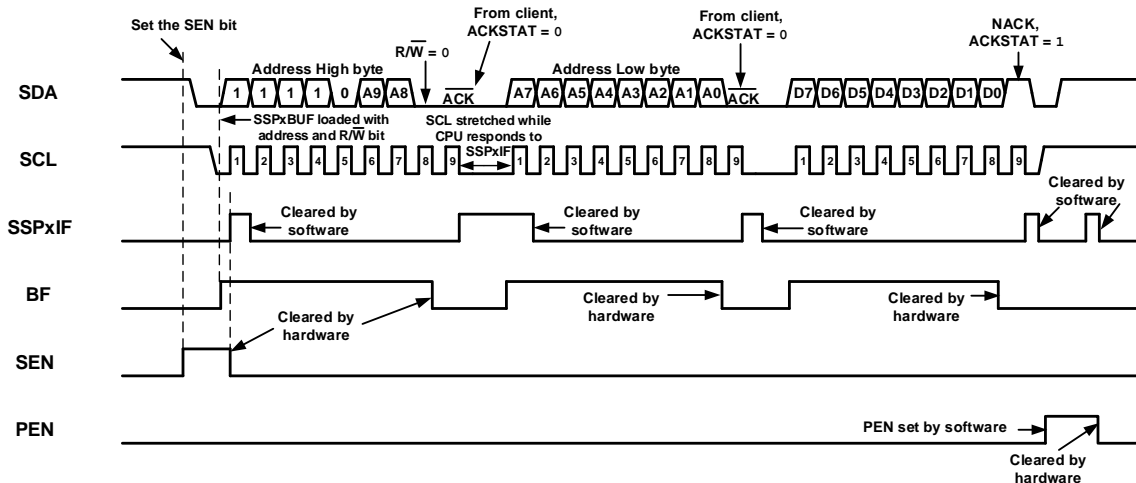 Set the SEN bit
From client,
ACKSTAT = 0
R/W = 0
From client,
ACKSTAT = 0
NACK,
ACKSTAT = 1
Address High byte
Address Low byte
SDA
1 1 1 1 0 A9 A8
ACK
A7 A6 A5 A4 A3 A2 A1 A0
ACK
D7 D6 D5 D4 D3 D2 D1 D0
SSPxBUF loaded with
address and R/W bit
SCL stretched while
CPU responds to
SSPxIF
SCL
1 2 3 4 5 6 7 8 9
1 2 3 4 5 6 7 8 9
1 2 3 4 5 6 7 8 9
SSPxIF
Cleared by
software
Cleared by
software
Cleared by
software
Cleared by
software
BF
Cleared by
hardware
Cleared by
hardware
Cleared by
hardware
SEN
PEN
PEN set by software
Cleared by
hardware